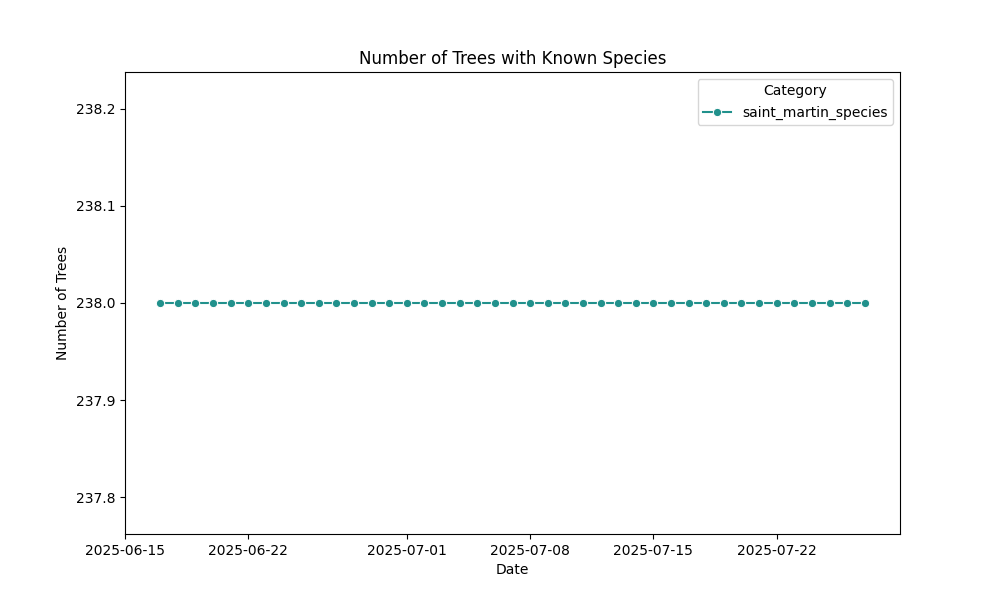 Number of Trees with Known Species
Category
saint_martin_species
238.2
238.1
238.0
237.9
237.8
Number of Trees
2025-06-15
2025-06-22
2025-07-01
2025-07-08
2025-07-15
2025-07-22
Date